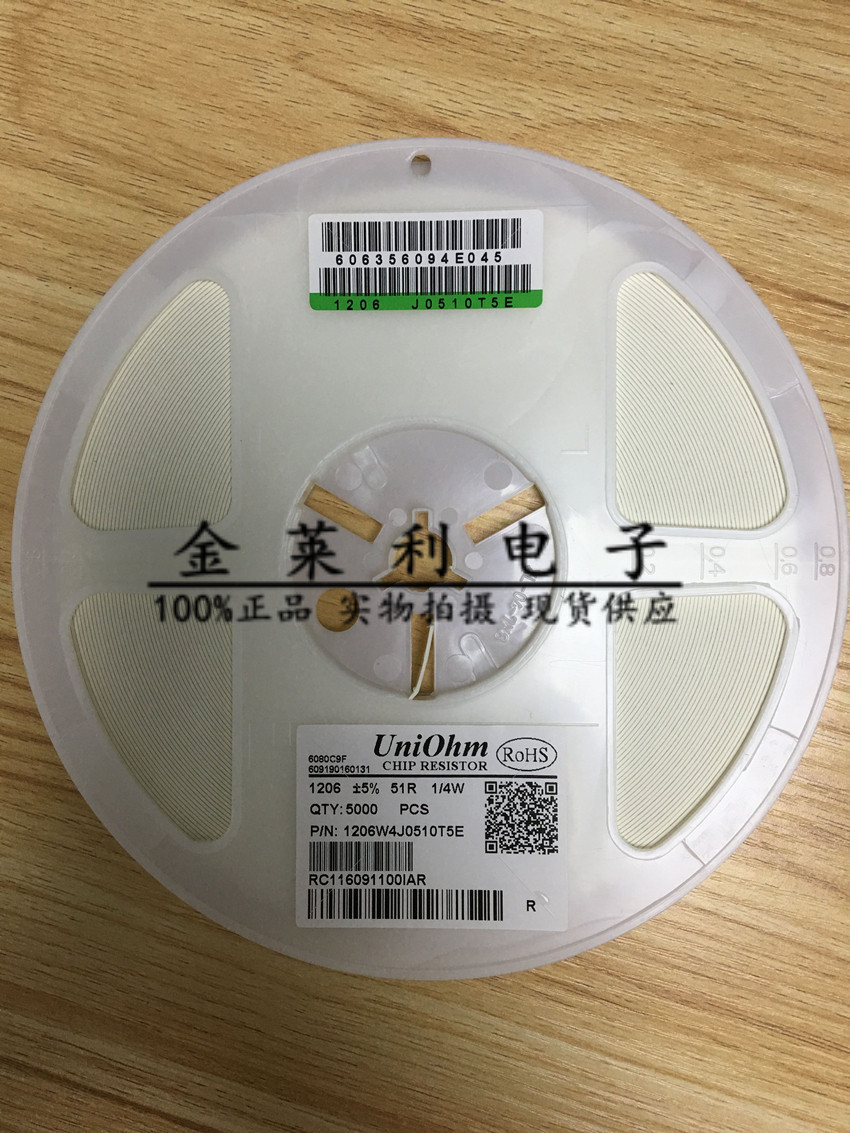 606356094E045
1206 J0510T5E
0.2 0.4 0.6 0.8
金莱利电子
100%正品 实物拍摄 现货供应
UniOhm
CHIP RESISTOR
RoHS
6080C9F
609190160131
1206 ±5% 51R 1/4W
QTY:5000 PCS
P/N: 1206W4J0510T5E
RC116091100IAR
R